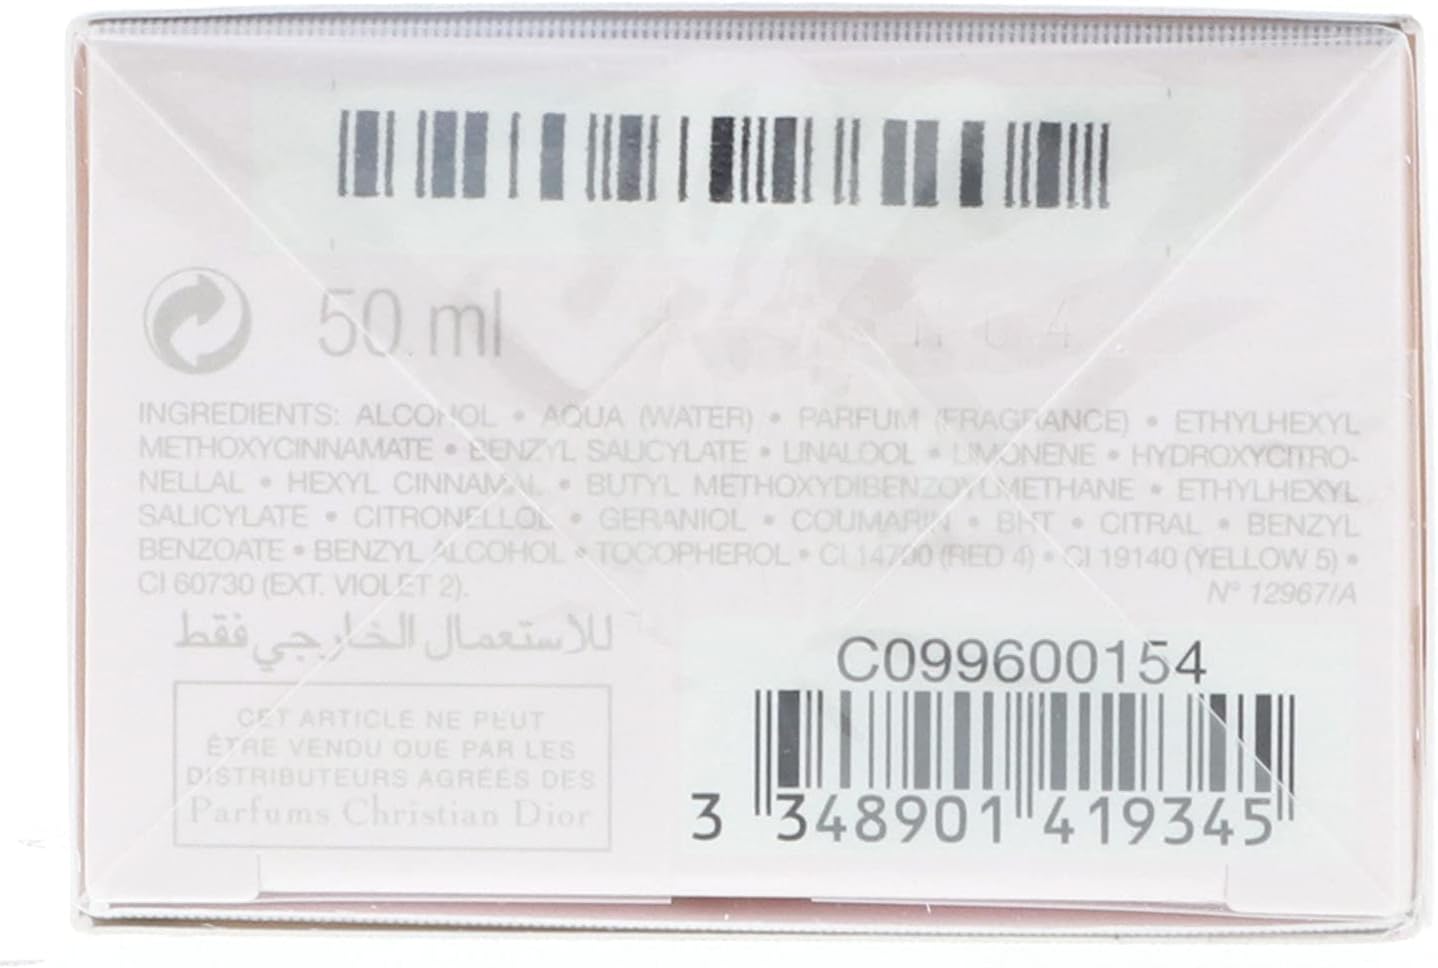 50 ml
INGREDIENTS: ALCOHOL • AQUA (WATER) • PARFUM (FRAGRANCE) • ETHYLHEXYL
METHOXYCINNAMATE • BENZYL SALICYLATE • LINALOOL • LIMONENE • HYDROXYCITRO-
NELLAL • HEXYL CINNAMAL • BUTYL METHOXYDIBENZOYLMETHANE • ETHYLHEXYL
SALICYLATE • CITRONELLOL • GERANIOL • COUMARIN • BHT • CITRAL • BENZYL
BENZOATE • BENZYL ALCOHOL • TOCOPHEROL • CI 14700 (RED 4) • CI 19140 (YELLOW 5) •
CI 60730 (EXT. VIOLET 2). N° 12967/A
للاستعمال الخارجي فقط
CET ARTICLE NE PEUT
ÊTRE VENDU QUE PAR LES
DISTRIBUTEURS AGRÉÉS DES
Parfums Christian Dior
C099600154
3 348901 419345